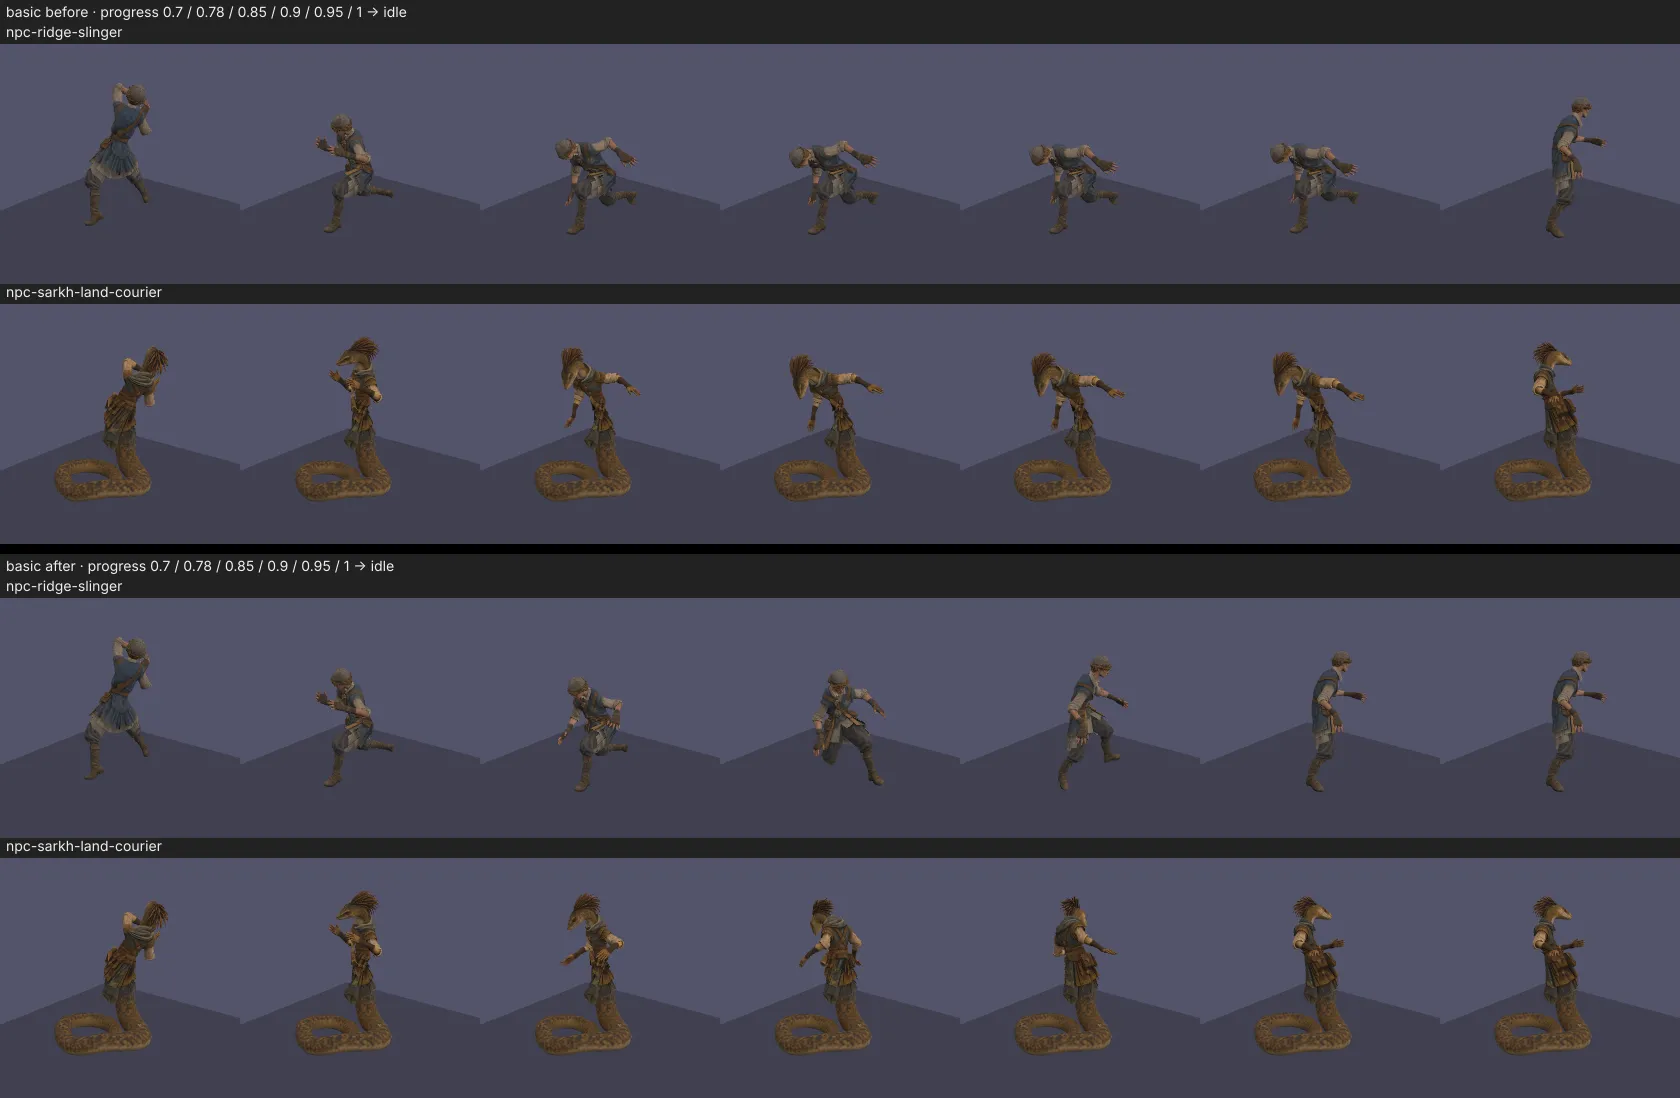 basic before · progress 0.7 / 0.78 / 0.85 / 0.9 / 0.95 / 1 → idle
npc-ridge-slinger
npc-sarkh-land-courier
basic after · progress 0.7 / 0.78 / 0.85 / 0.9 / 0.95 / 1 → idle
npc-ridge-slinger
npc-sarkh-land-courier